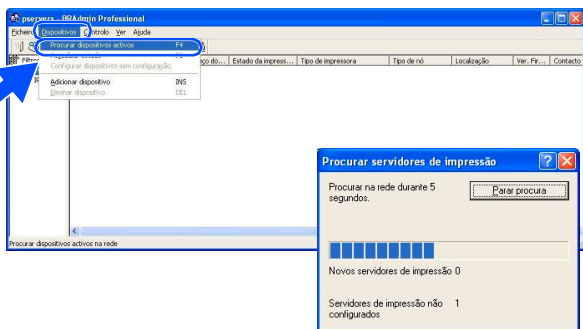 pservers - BRAdmin Professional
Ficheiro Dispositivos Controlo Ver Ajuda
Procurar dispositivos activos F4
Configurar dispositivos sem configuração
Adicionar dispositivo INS
Eliminar dispositivo DEL
Filtro
ço do... Estado da impress... Tipo de impressora Tipo de nó Localização Ver. Fir... Contacto
Procurar dispositivos activos na rede
Procurar servidores de impressão
Procurar na rede durante 5
segundos.
Parar procura
Novos servidores de impressão 0
Servidores de impressão não 1
configurados